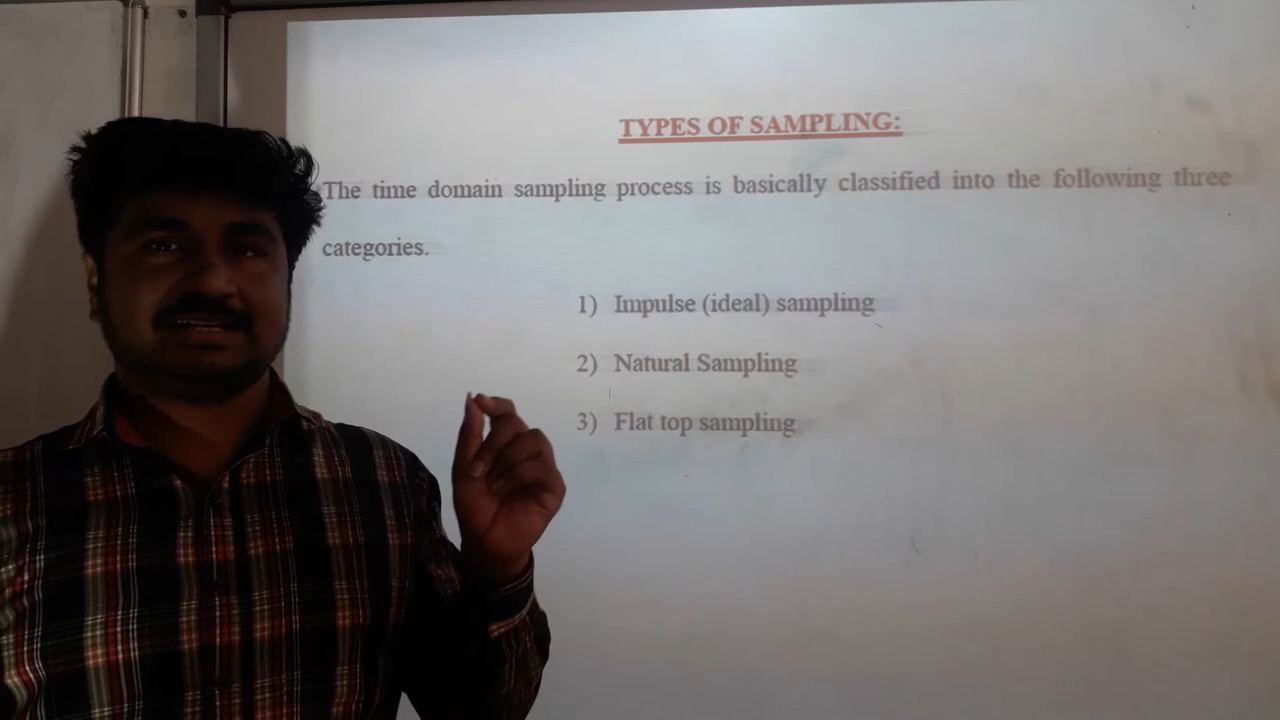 TYPES OF SAMPLING:
The time domain sampling process is basically classified into the following three
categories.
1) Impulse (ideal) sampling
2) Natural Sampling
3) Flat top sampling